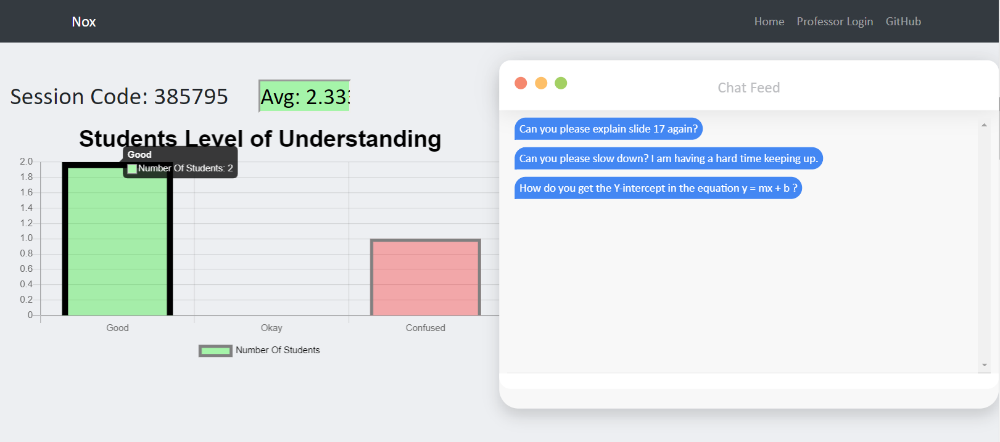 Nox
Home Professor Login GitHub
Session Code: 385795
Avg: 2.333
Students Level of Understanding
Good
Number Of Students: 2
2.0
1.8
1.6
1.4
1.2
1.0
0.8
0.6
0.4
0.2
0
Good Okay Confused
Number Of Students
Chat Feed
Can you please explain slide 17 again?
Can you please slow down? I am having a hard time keeping up.
How do you get the Y-intercept in the equation y = mx + b ?